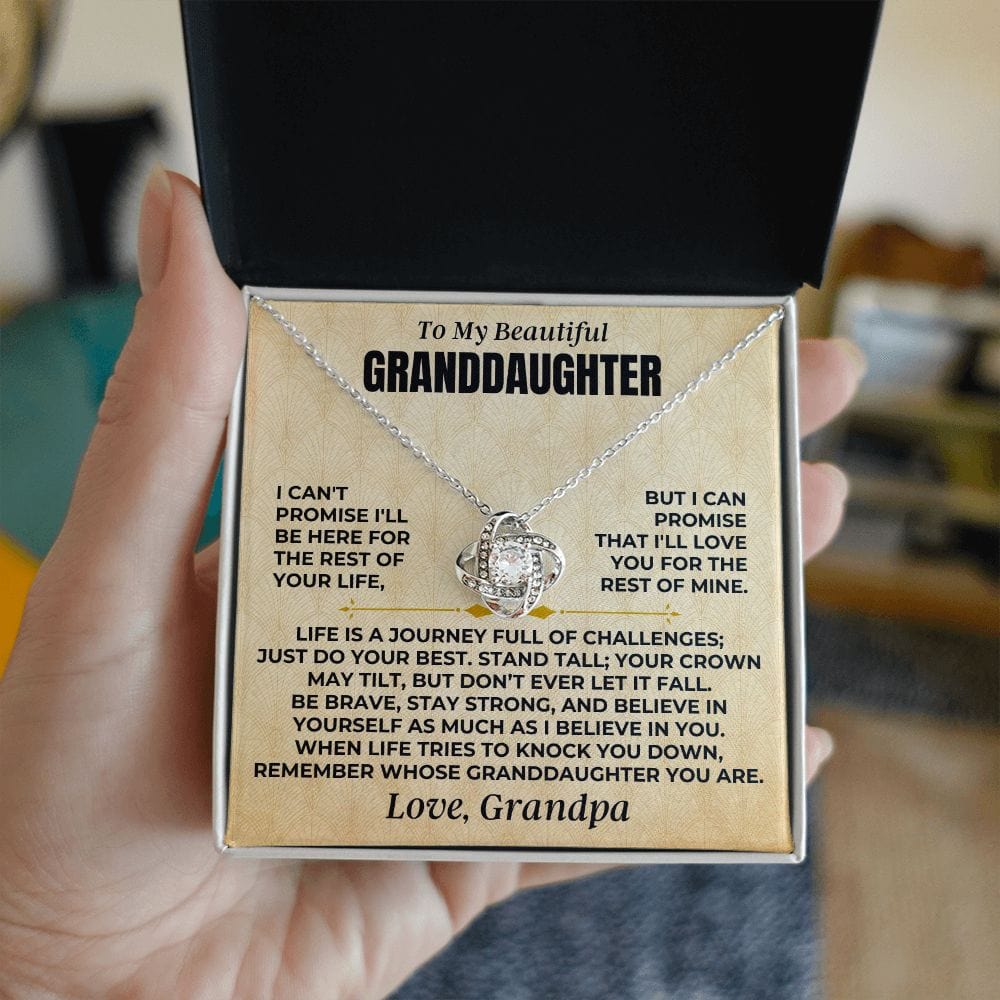 To My Beautiful
GRANDDAUGHTER
I CAN'T
PROMISE I'LL
BE HERE FOR
THE REST OF
YOUR LIFE,
BUT I CAN
PROMISE
THAT I'LL LOVE
YOU FOR THE
REST OF MINE.
LIFE IS A JOURNEY FULL OF CHALLENGES;
JUST DO YOUR BEST. STAND TALL; YOUR CROWN
MAY TILT, BUT DON’T EVER LET IT FALL.
BE BRAVE, STAY STRONG, AND BELIEVE IN
YOURSELF AS MUCH AS I BELIEVE IN YOU.
WHEN LIFE TRIES TO KNOCK YOU DOWN,
REMEMBER WHOSE GRANDDAUGHTER YOU ARE.
Love, Grandpa